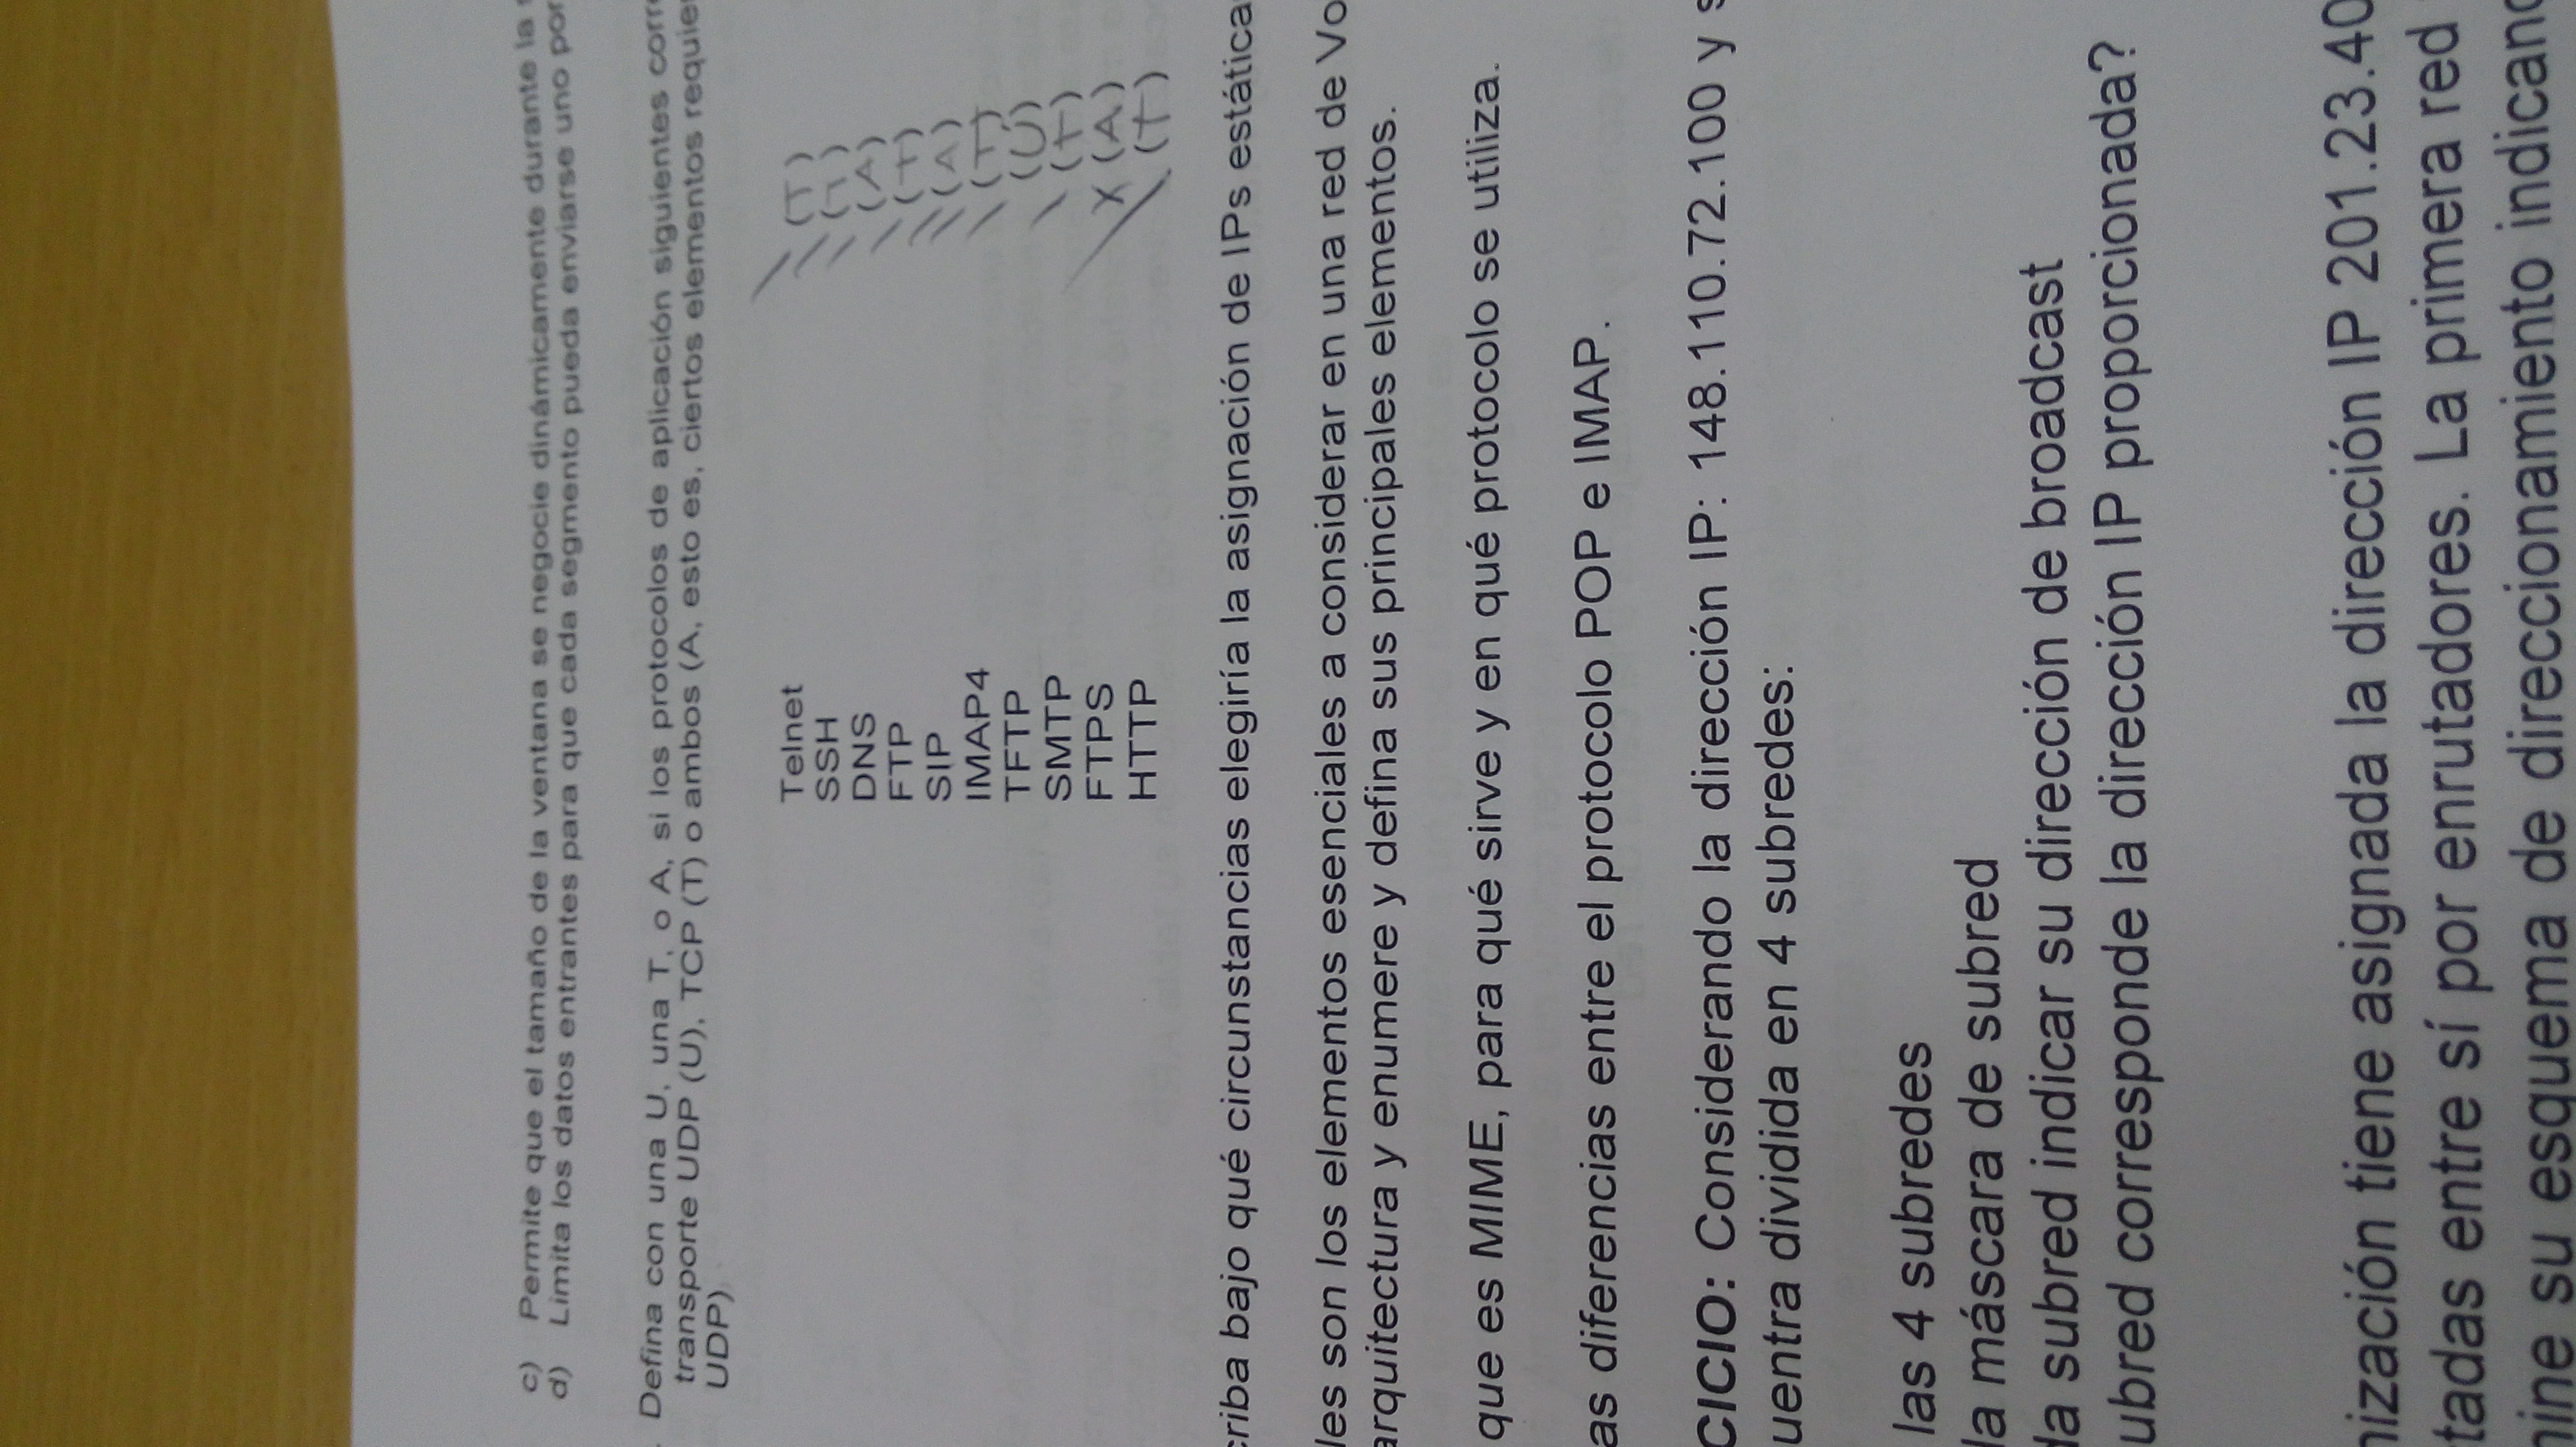 c) Permite que el tamaño de la ventana se negocie dinámicamente durante la
d) Limita los datos entrantes para que cada segmento pueda enviarse uno por
. Defina con una U, una T, o A, si los protocolos de aplicación siguientes corre
transporte UDP (U), TCP (T) o ambos (A, esto es, ciertos elementos requie
UDP)
Telnet (T)
SSH (T)
DNS (A)
FTP (T)
SIP (A)
IMAP4 (T)
TFTP (U)
SMTP (T)
FTPS X (A)
HTTP (T)
criba bajo qué circunstancias elegiría la asignación de IPs estática
les son los elementos esenciales a considerar en una red de Vo
arquitectura y enumere y defina sus principales elementos.
que es MIME, para qué sirve y en qué protocolo se utiliza.
as diferencias entre el protocolo POP e IMAP.
CICIO: Considerando la dirección IP: 148.110.72.100 y s
uentra dividida en 4 subredes:
las 4 subredes
la máscara de subred
da subred indicar su dirección de broadcast
ubred corresponde la dirección IP proporcionada?
nización tiene asignada la dirección IP 201.23.40
tadas entre sí por enrutadores. La primera red
mine su esquema de direccionamiento indicand